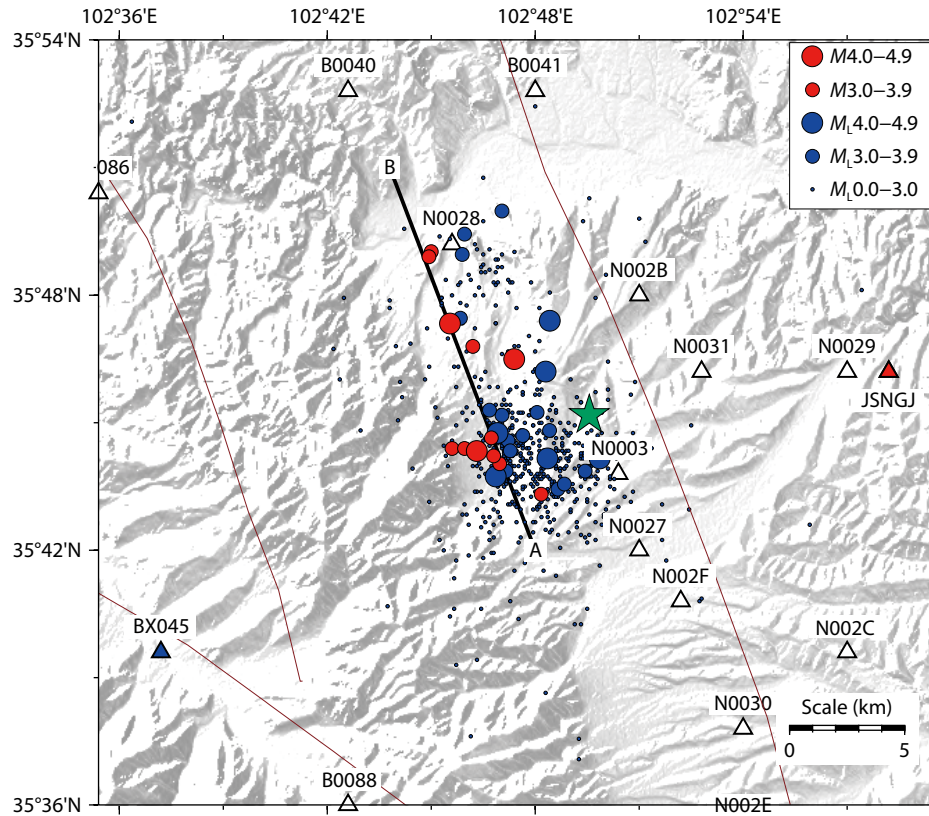 102°36′E 102°42′E 102°48′E 102°54′E
35°54′N
B0040 B0041
M4.0−4.9
M3.0−3.9
ML4.0−4.9
ML3.0−3.9
ML0.0−3.0
086
B
N0028
N002B
35°48′N
N0031 N0029
JSNGJ
N0003
N0027
35°42′N
A
N002F
BX045
N002C
N0030
Scale (km)
0 5
B0088
35°36′N
N002E